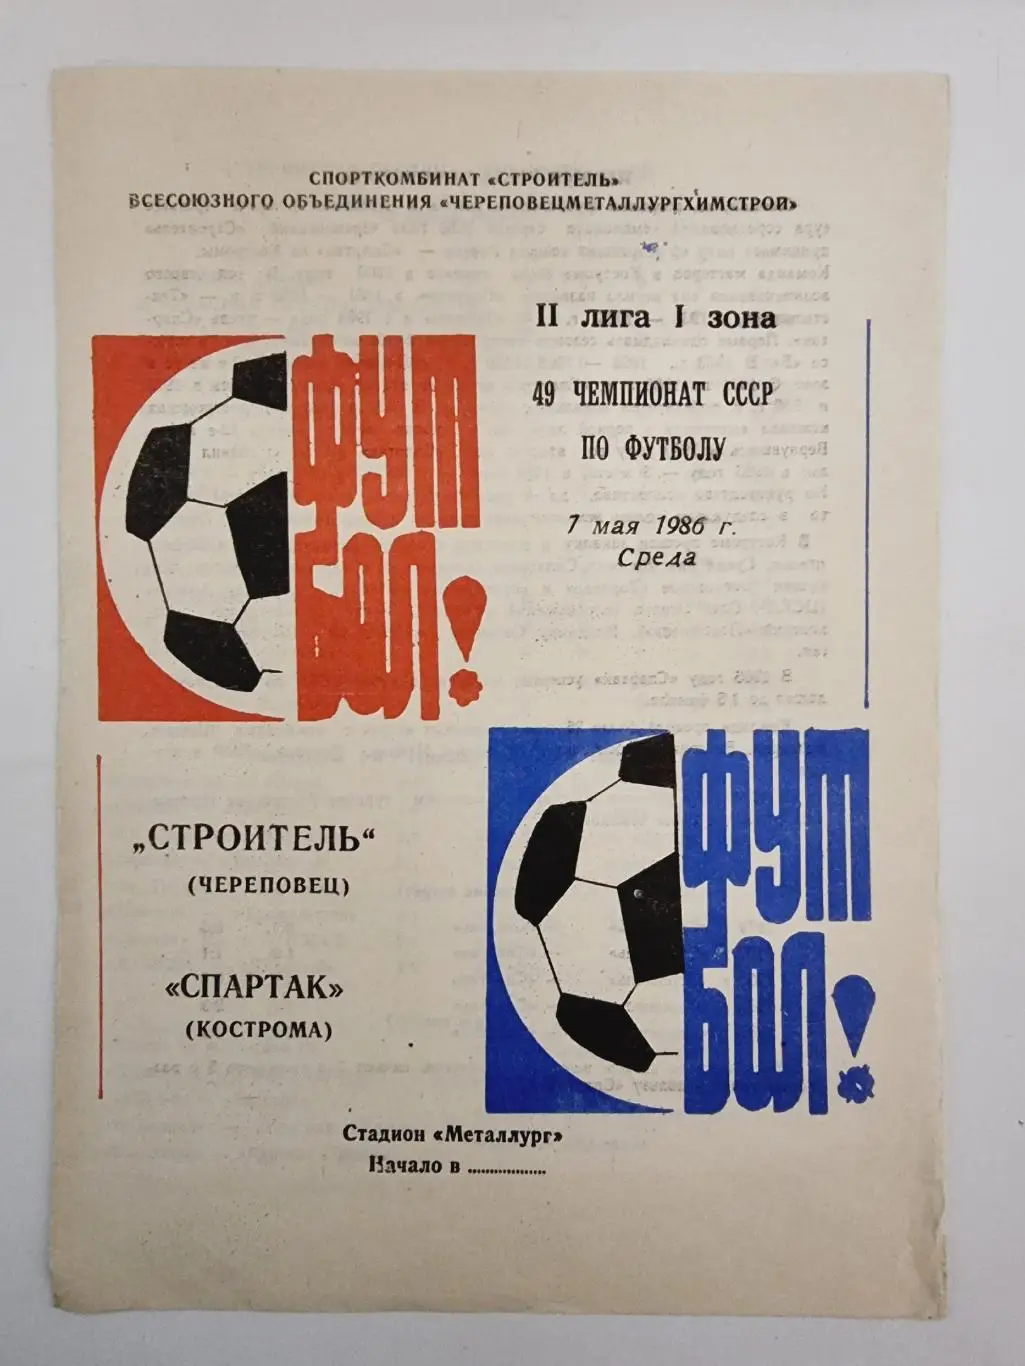 СПОРТКОМБИНАТ «СТРОИТЕЛЬ»
ВСЕСОЮЗНОГО ОБЪЕДИНЕНИЯ «ЧЕРЕПОВЕЦМЕТАЛЛУРГХИМСТРОЙ»
II лига I зона
49 ЧЕМПИОНАТ СССР
ПО ФУТБОЛУ
7 мая 1986 г.
Среда
ФУТ
БОЛ!
„СТРОИТЕЛЬ“
(ЧЕРЕПОВЕЦ)
«СПАРТАК»
(КОСТРОМА)
ФУТ
БОЛ!
Стадион «Металлург»
Начало в ..................